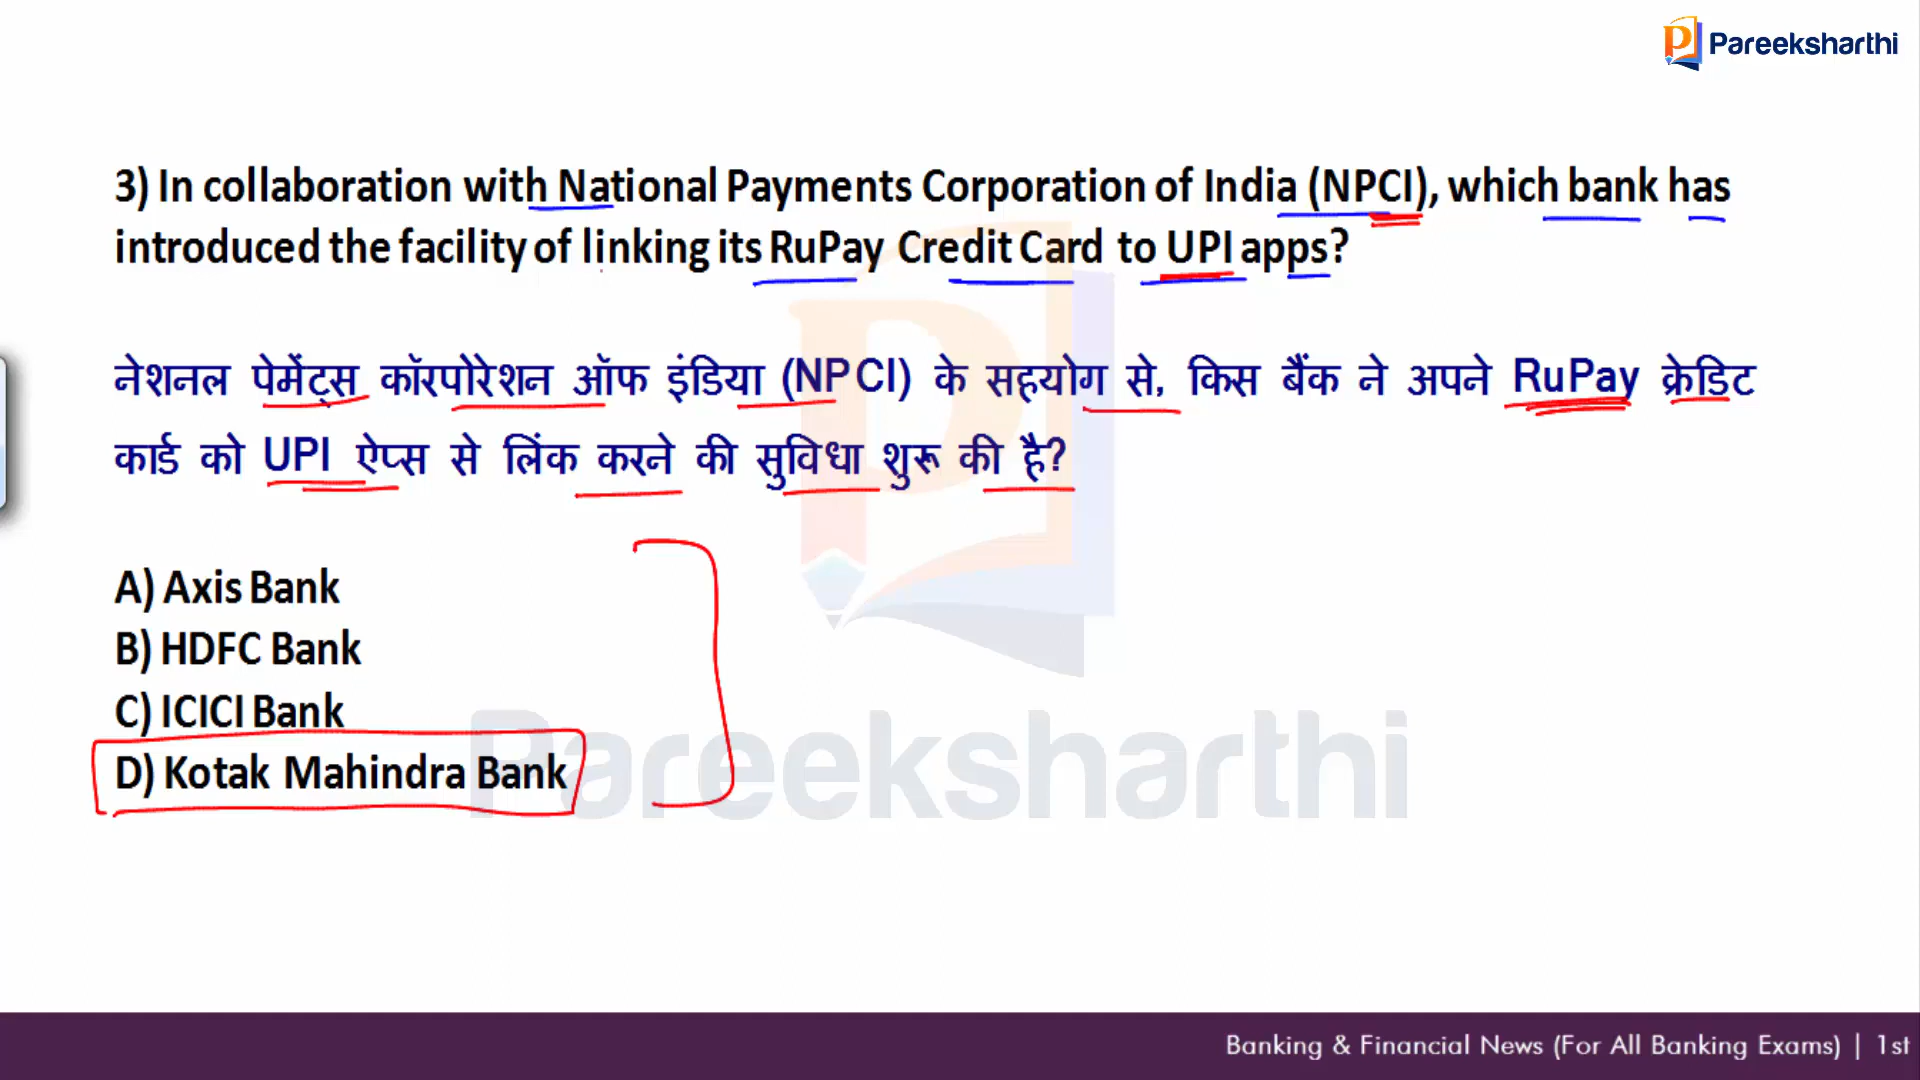 Pareeksharthi
3) In collaboration with National Payments Corporation of India (NPCI), which bank has
introduced the facility of linking its RuPay Credit Card to UPI apps?
नेशनल पेमेंट्स कॉरपोरेशन ऑफ इंडिया (NPCI) के सहयोग से, किस बैंक ने अपने RuPay क्रेडिट
कार्ड को UPI ऐप्स से लिंक करने की सुविधा शुरू की है?
A) Axis Bank
B) HDFC Bank
C) ICICI Bank
D) Kotak Mahindra Bank
Pareeksharthi
Banking & Financial News (For All Banking Exams) | 1st